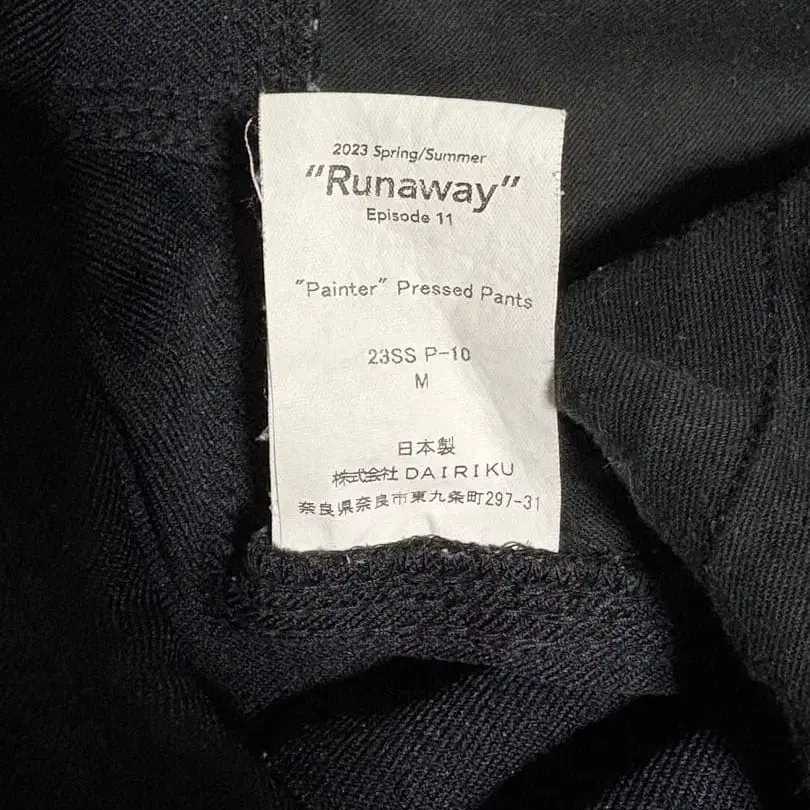 2023 Spring/Summer
"Runaway"
Episode 11
"Painter" Pressed Pants
23SS P-10
M
日本製
株式会社 DAIRIKU
奈良県奈良市東九条町297-31